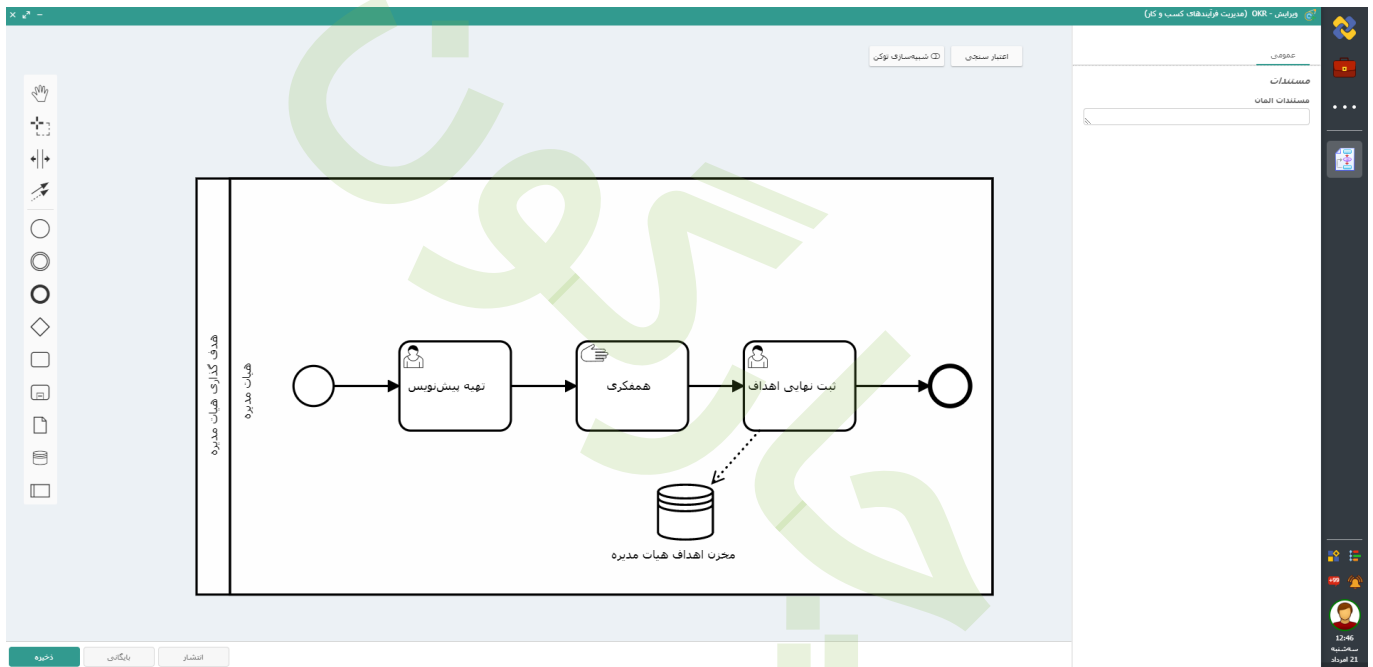 ویرایش - OKR (مدیریت فرآیندهای کسب و کار)
عمومی
مستندات
مستندات المان
اعتبار سنجی
شبیه‌سازی توکن
هدف گذاری هیات مدیره
هیات مدیره
تهیه پیش‌نویس
همفکری
ثبت نهایی اهداف
مخزن اهداف هیات مدیره
انتشار
بایگانی
ذخیره
+99
12:46
سه‌شنبه
21 اَمرداد